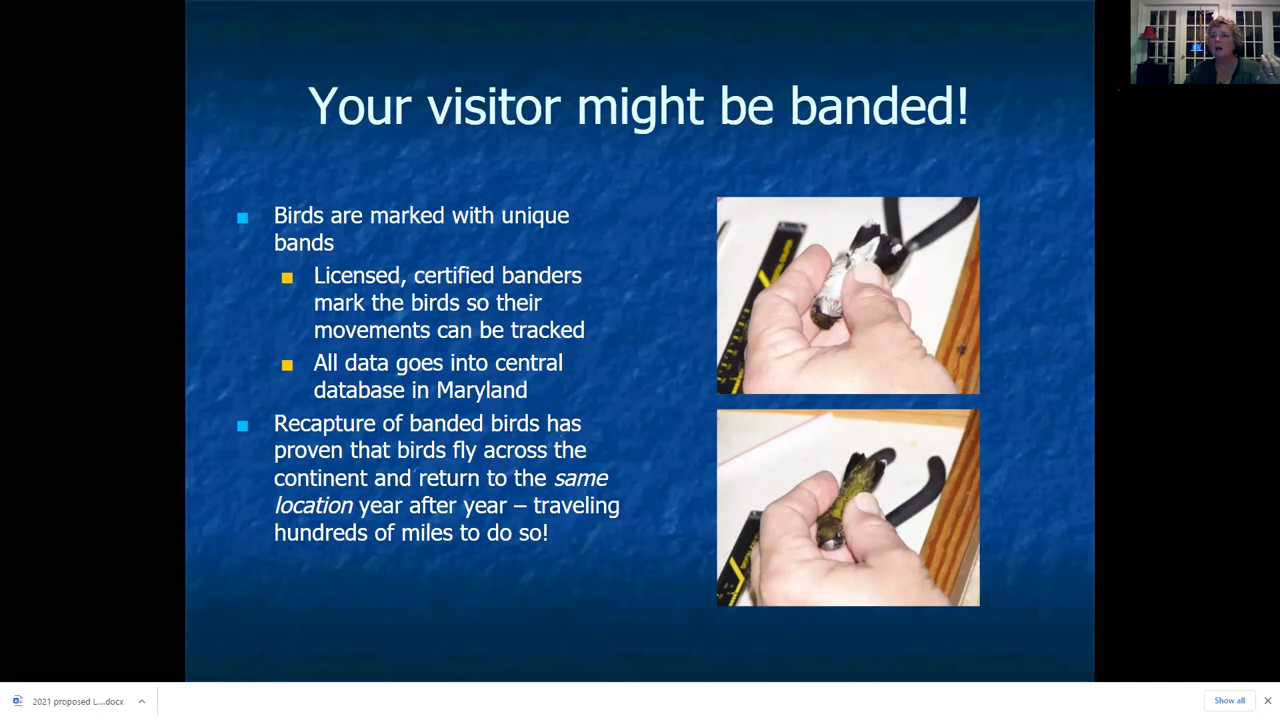 Your visitor might be banded!
Birds are marked with unique
bands
Licensed, certified banders
mark the birds so their
movements can be tracked
All data goes into central
database in Maryland
Recapture of banded birds has
proven that birds fly across the
continent and return to the same
location year after year – traveling
hundreds of miles to do so!
2021 proposed L....docx
Show all